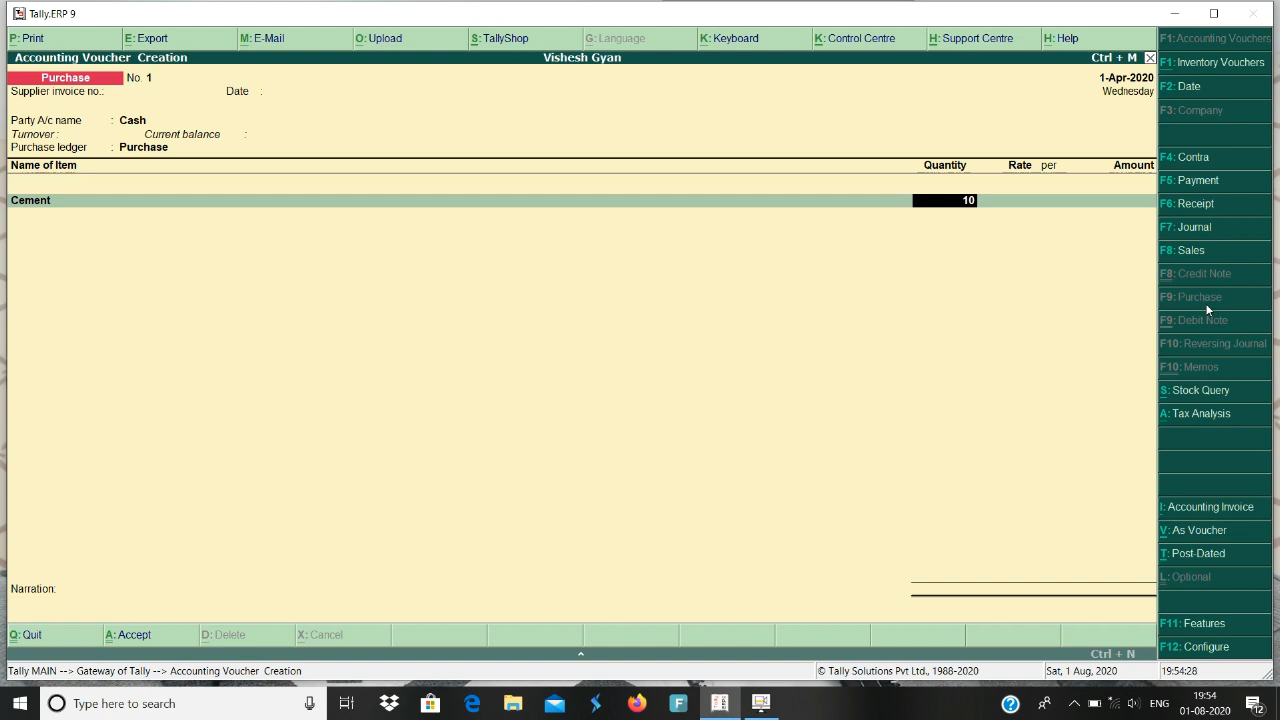 Tally.ERP 9
P: Print E: Export M: E-Mail O: Upload S: TallyShop G: Language K: Keyboard K: Control Centre H: Support Centre H: Help
Accounting Voucher Creation Vishesh Gyan Ctrl + M
Purchase No. 1 1-Apr-2020
Supplier invoice no.: Date : Wednesday
Party A/c name : Cash
Turnover : Current balance :
Purchase ledger : Purchase
Name of Item Quantity Rate per Amount
Cement 10
Narration:
F1: Accounting Vouchers
F1: Inventory Vouchers
F2: Date
F3: Company
F4: Contra
F5: Payment
F6: Receipt
F7: Journal
F8: Sales
F8: Credit Note
F9: Purchase
F9: Debit Note
F10: Reversing Journal
F10: Memos
S: Stock Query
A: Tax Analysis
I: Accounting Invoice
V: As Voucher
T: Post-Dated
L: Optional
F11: Features
F12: Configure
Q: Quit A: Accept D: Delete X: Cancel
Ctrl + N
Tally MAIN --> Gateway of Tally --> Accounting Voucher Creation © Tally Solutions Pvt Ltd., 1988-2020 Sat, 1 Aug, 2020 19:54:28
Type here to search ENG 19:54
01-08-2020